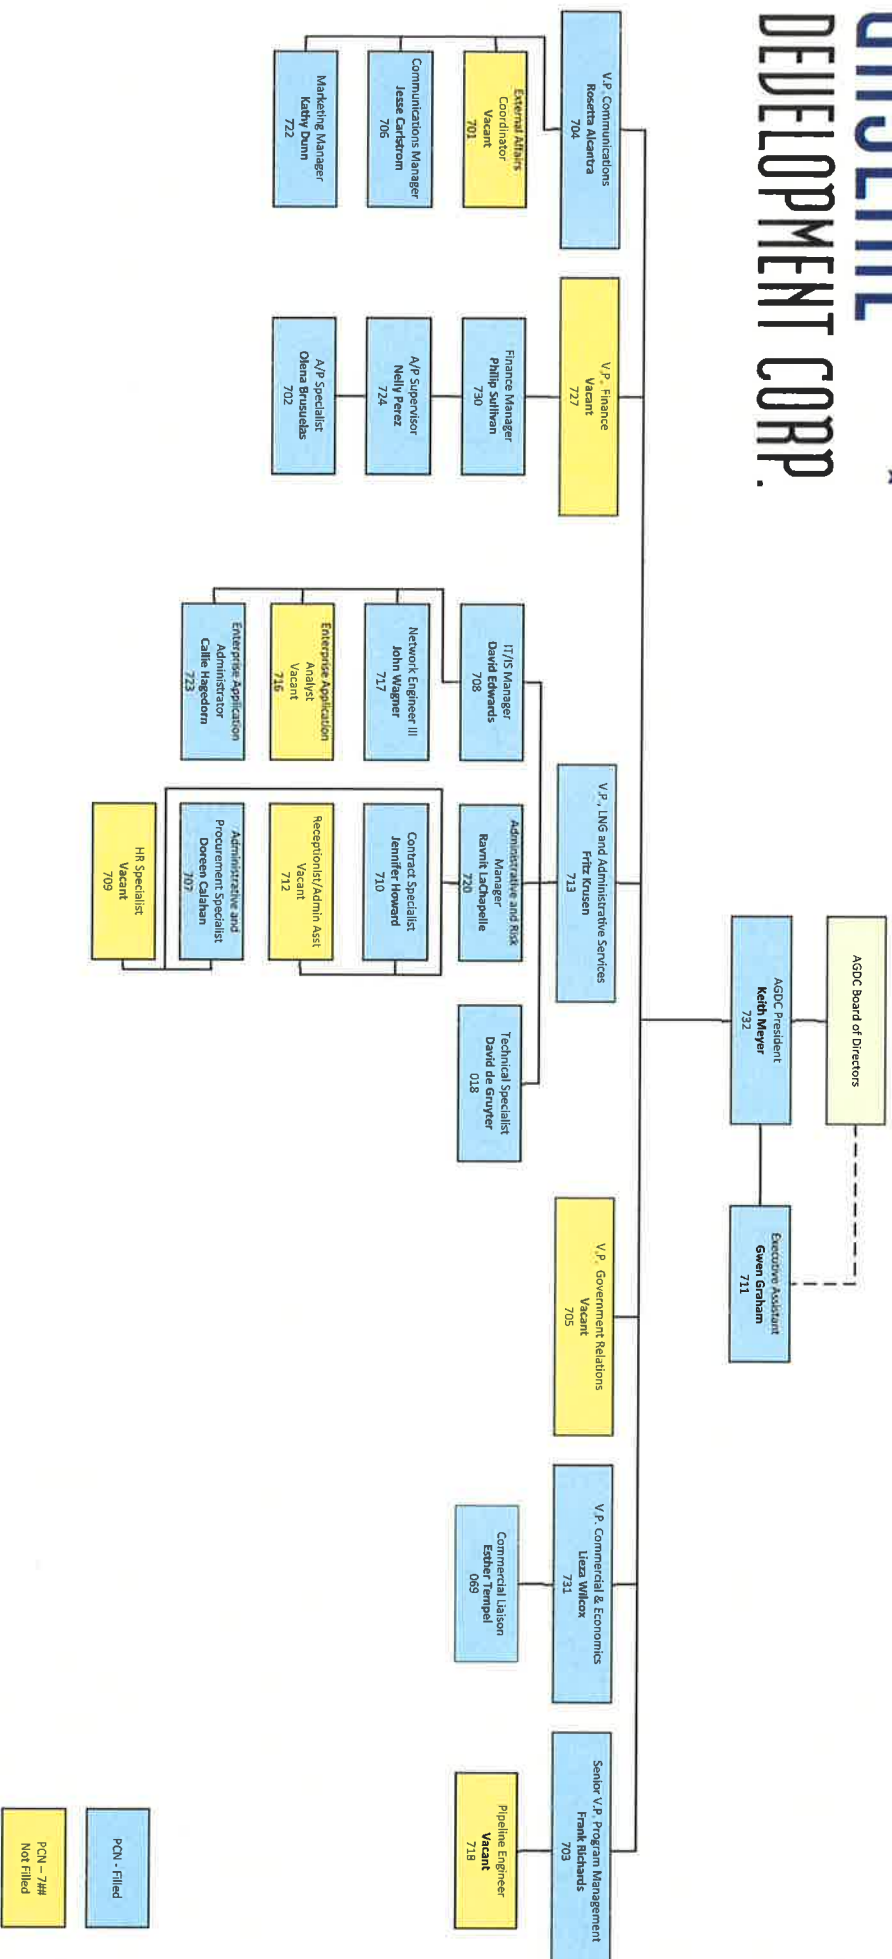 DEVELOPMENT CORP.
AGDC Board of Directors
AGDC President
Keith Meyer
732
Executive Assistant
Gwen Graham
711
V.P. Communications
Rosetta Alcantra
704
External Affairs
Coordinator
Vacant
701
Communications Manager
Jesse Carlstrom
706
Marketing Manager
Kathy Dunn
722
V.P. Finance
Vacant
727
Finance Manager
Philip Sullivan
730
A/P Supervisor
Nelly Perez
724
A/P Specialist
Olena Brusuelas
702
V.P., LNG and Administrative Services
Fritz Krusen
713
IT/IS Manager
David Edwards
708
Network Engineer III
John Wagner
717
Enterprise Application
Analyst
Vacant
716
Enterprise Application
Administrator
Callie Hagedorn
723
Administrative and Risk
Manager
Ravnit LaChapelle
720
Contract Specialist
Jennifer Howard
710
Receptionist/Admin Asst
Vacant
712
Administrative and
Procurement Specialist
Doreen Calahan
707
HR Specialist
Vacant
709
Technical Specialist
David de Gruyter
018
V.P. Government Relations
Vacant
705
V.P. Commercial & Economics
Lieza Wilcox
731
Commercial Liaison
Esther Tempel
069
Senior V.P. Program Management
Frank Richards
703
Pipeline Engineer
Vacant
718
PCN - Filled
PCN – 7##
Not Filled